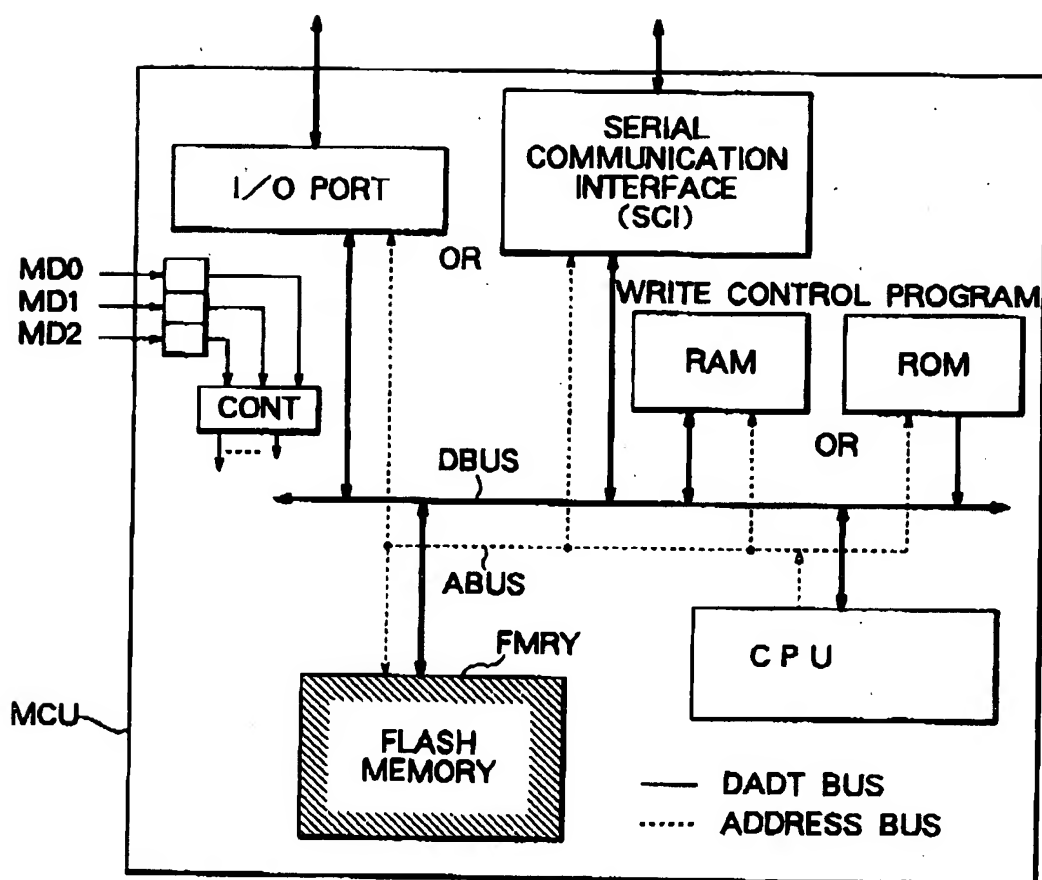 SERIAL
COMMUNICATION
INTERFACE
(SCI)
I/O PORT
OR
MD0
MD1
MD2
WRITE CONTROL PROGRAM
RAM
ROM
CONT
OR
DBUS
ABUS
FMRY
CPU
MCU
FLASH
MEMORY
DADT BUS
ADDRESS BUS